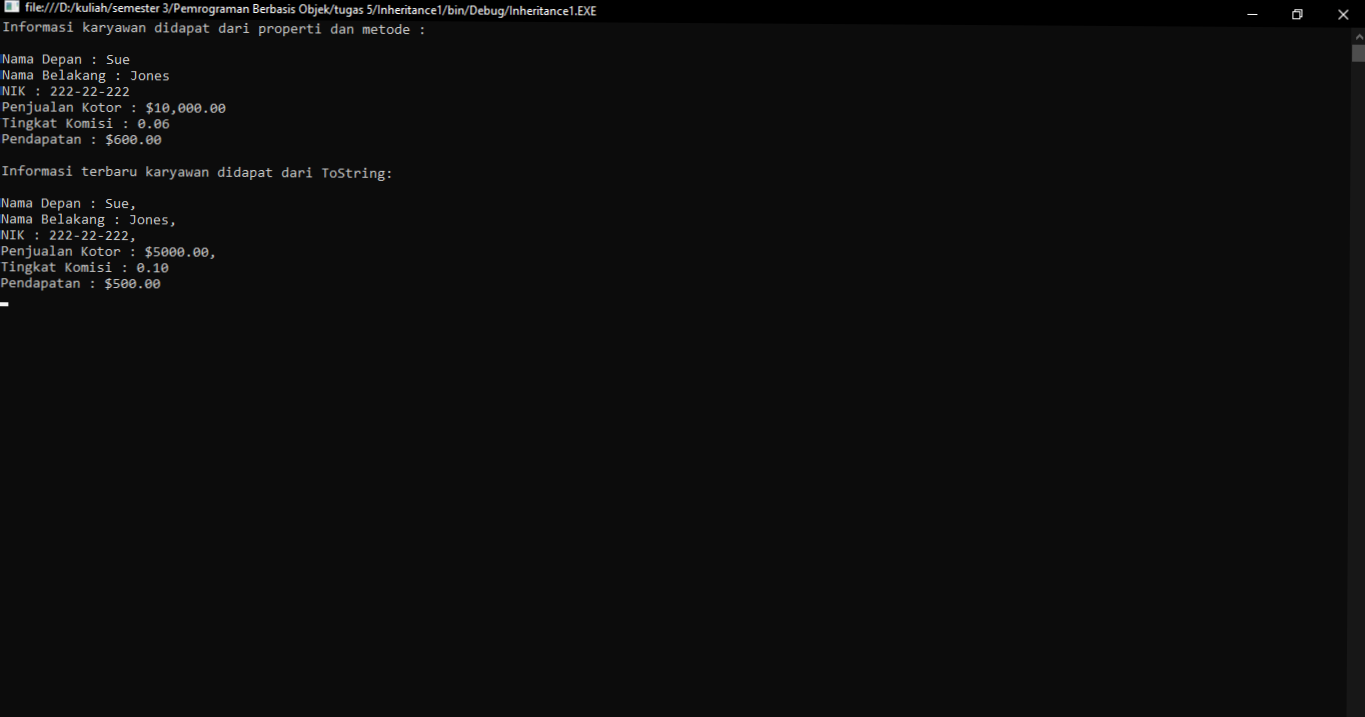 file:///D:/kuliah/semester 3/Pemrograman Berbasis Objek/tugas 5/Inheritance1/bin/Debug/Inheritance1.EXE
Informasi karyawan didapat dari properti dan metode :
Nama Depan : Sue
Nama Belakang : Jones
NIK : 222-22-222
Penjualan Kotor : $10,000.00
Tingkat Komisi : 0.06
Pendapatan : $600.00
Informasi terbaru karyawan didapat dari ToString:
Nama Depan : Sue,
Nama Belakang : Jones,
NIK : 222-22-222,
Penjualan Kotor : $5000.00,
Tingkat Komisi : 0.10
Pendapatan : $500.00